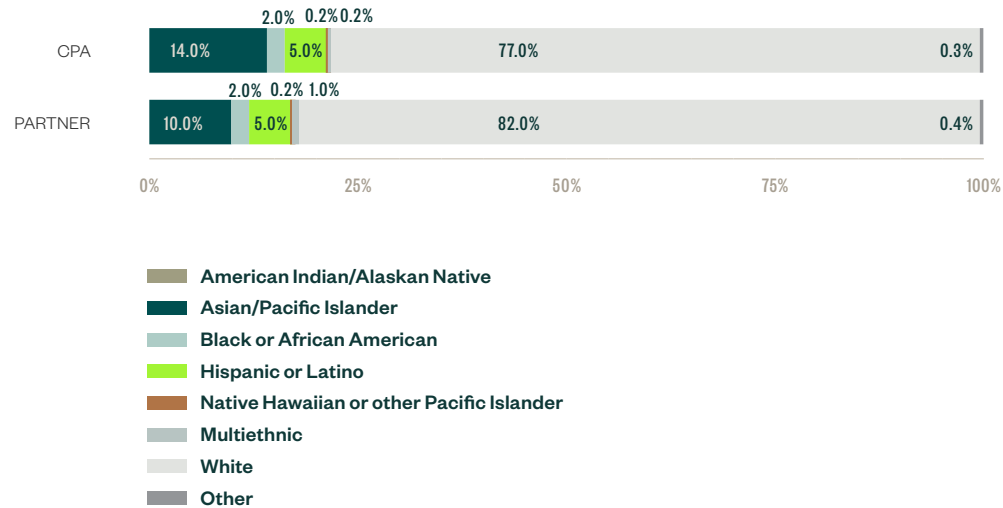 2.0% 0.2% 0.2%
CPA 14.0% 5.0% 77.0% 0.3%
2.0% 0.2% 1.0%
PARTNER 10.0% 5.0% 82.0% 0.4%
0% 25% 50% 75% 100%
American Indian/Alaskan Native
Asian/Pacific Islander
Black or African American
Hispanic or Latino
Native Hawaiian or other Pacific Islander
Multiethnic
White
Other